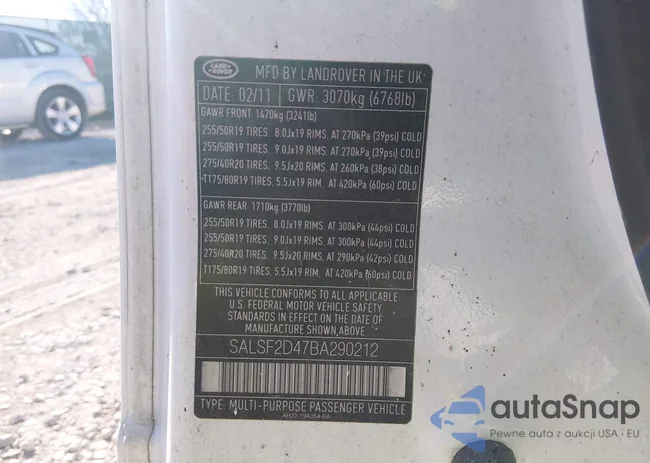 LAND ROVER
MFD BY LANDROVER IN THE UK
DATE: 02/11 GWR: 3070kg (6768lb)
GAWR FRONT 1470kg (3241lb)
255/50R19 TIRES, 8.0Jx19 RIMS. AT 270kPa (39psi) COLD
255/50R19 TIRES, 9.0Jx19 RIMS. AT 270kPa (39psi) COLD
275/40R20 TIRES, 9.5Jx20 RIMS. AT 260kPa (38psi) COLD
T175/80R19 TIRES, 5.5Jx19 RIM. AT 420kPa (60psi) COLD
GAWR REAR: 1710kg (3770lb)
255/50R19 TIRES, 8.0Jx19 RIMS. AT 300kPa (44psi) COLD
255/50R19 TIRES, 9.0Jx19 RIMS. AT 300kPa (44psi) COLD
275/40R20 TIRES, 9.5Jx20 RIMS. AT 290kPa (42psi) COLD
T175/80R19 TIRES, 5.5Jx19 RIM. AT 420kPa (60psi) COLD
THIS VEHICLE CONFORMS TO ALL APPLICABLE
U.S. FEDERAL MOTOR VEHICLE SAFETY
STANDARDS IN EFFECT ON THE DATE OF
MANUFACTURE SHOWN ABOVE
SALSF2D47BA290212
TYPE: MULTI-PURPOSE PASSENGER VEHICLE
AH32-19A354-BA
autaSnap
Pewne auta z aukcji USA i EU